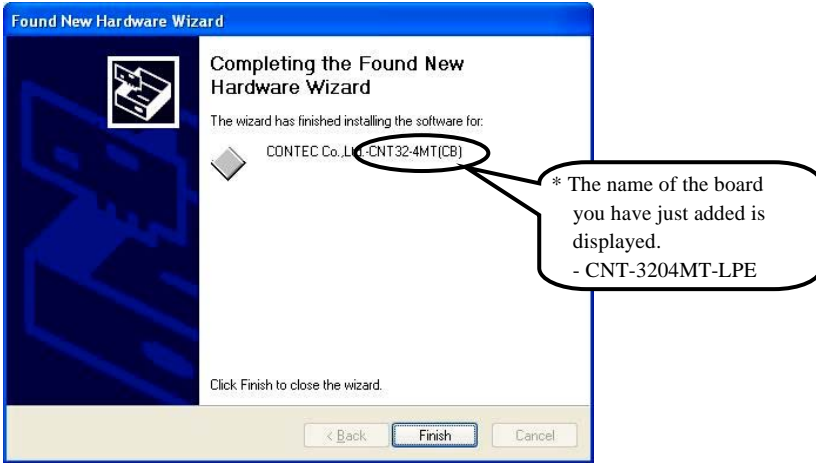 Found New Hardware Wizard
Completing the Found New
Hardware Wizard
The wizard has finished installing the software for:
CONTEC Co.,Ltd.-CNT32-4MT(CB)
* The name of the board
you have just added is
displayed.
- CNT-3204MT-LPE
Click Finish to close the wizard.
< Back
Finish
Cancel